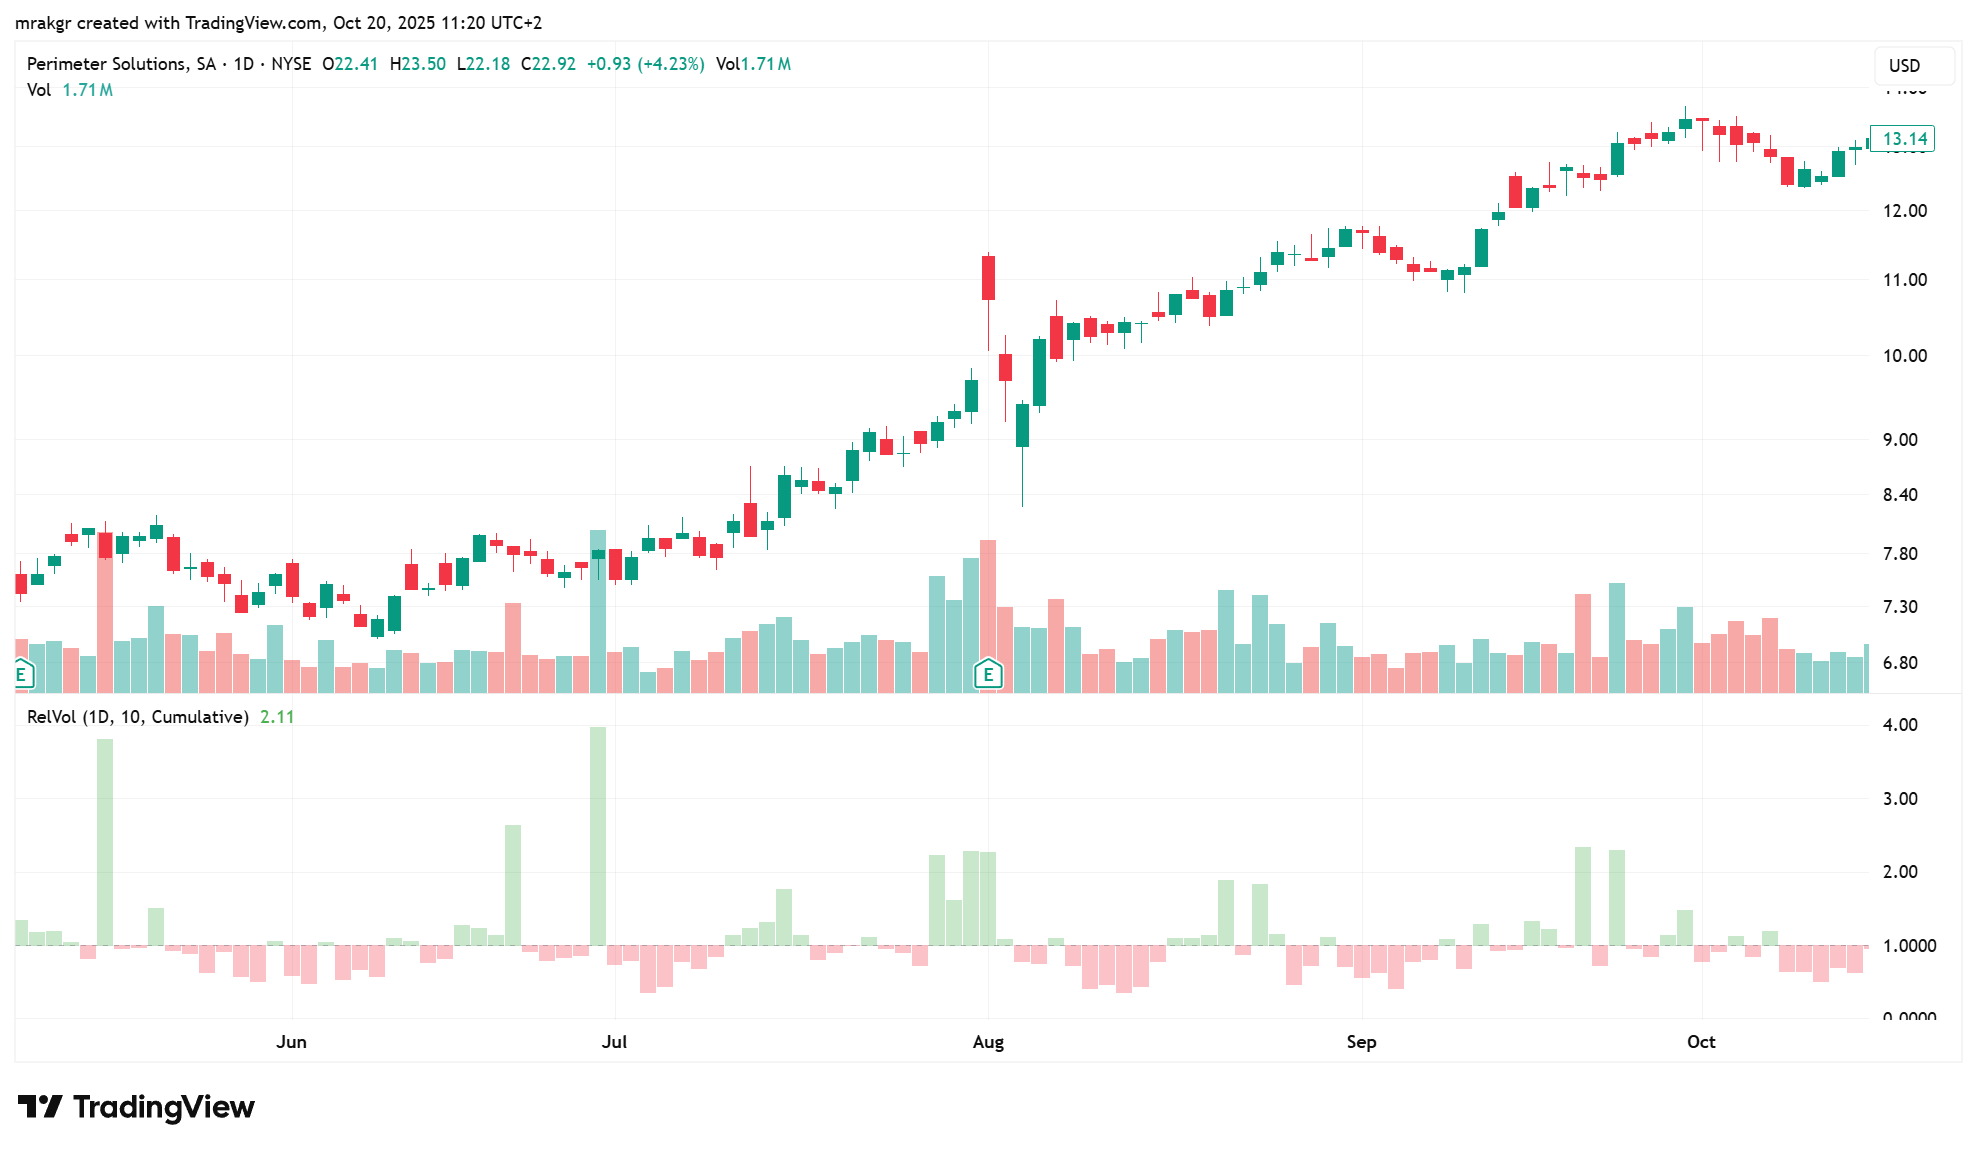 mrakgr created with TradingView.com, Oct 20, 2025 11:20 UTC+2
Perimeter Solutions, SA · 1D · NYSE O22.41 H23.50 L22.18 C22.92 +0.93 (+4.23%) Vol1.71 M
Vol 1.71 M
USD
13.14
12.00
11.00
10.00
9.00
8.40
7.80
7.30
6.80
E
E
RelVol (1D, 10, Cumulative) 2.11
4.00
3.00
2.00
1.0000
0.0000
Jun Jul Aug Sep Oct
TradingView